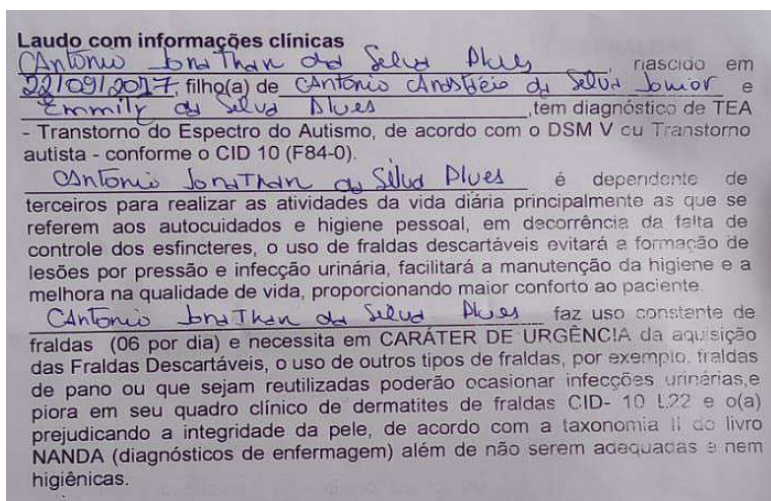 Laudo com informações clínicas
Antonio Jonathan da Silva Alves, nascido em
22/09/2017, filho(a) de Antonio Anastácio da Silva Junior e
Emmily da Silva Alves, tem diagnóstico de TEA
- Transtorno do Espectro do Autismo, de acordo com o DSM V ou Transtorno
autista - conforme o CID 10 (F84-0).
Antonio Jonathan da Silva Alves é dependente de
terceiros para realizar as atividades da vida diária principalmente as que se
referem aos autocuidados e higiene pessoal, em decorrência da falta de
controle dos esfincteres, o uso de fraldas descartáveis evitará a formação de
lesões por pressão e infecção urinária, facilitará a manutenção da higiene e a
melhora na qualidade de vida, proporcionando maior conforto ao paciente.
Antonio Jonathan da Silva Alves faz uso constante de
fraldas (06 por dia) e necessita em CARÁTER DE URGÊNCIA da aquisição
das Fraldas Descartáveis, o uso de outros tipos de fraldas, por exemplo, fraldas
de pano ou que sejam reutilizadas poderão ocasionar infecções urinárias,e
piora em seu quadro clínico de dermatites de fraldas CID- 10 L22 e o(a)
prejudicando a integridade da pele, de acordo com a taxonomia II do livro
NANDA (diagnósticos de enfermagem) além de não serem adequadas e nem
higiênicas.